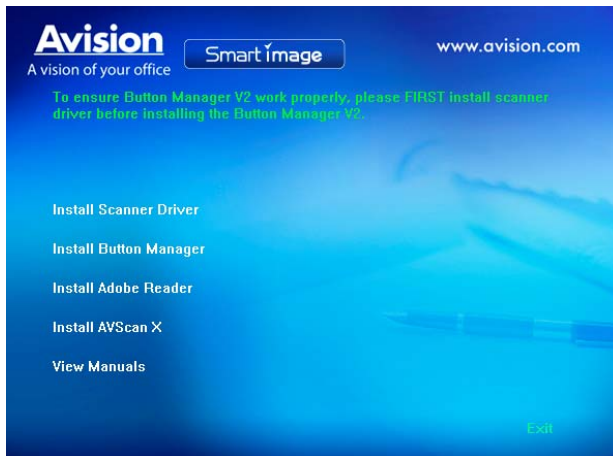 Avision
A vision of your office
Smart image
www.avision.com
To ensure Button Manager V2 work properly, please FIRST install scanner
driver before installing the Button Manager V2.
Install Scanner Driver
Install Button Manager
Install Adobe Reader
Install AVScan X
View Manuals
Exit